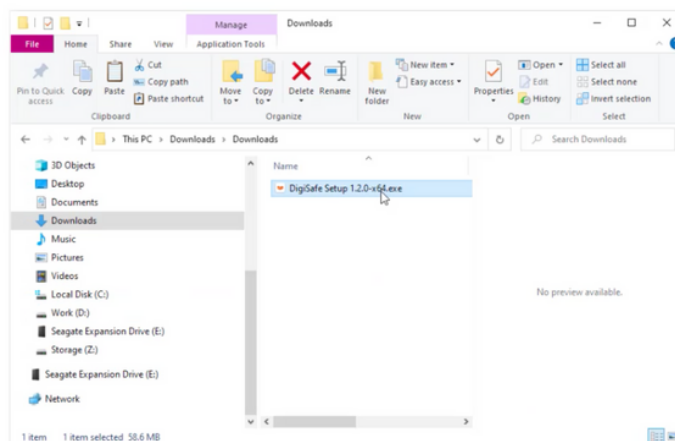 Manage
Downloads
File
Home
Share
View
Application Tools
Pin to Quick access
Copy
Paste
Cut
Copy path
Paste shortcut
Clipboard
Move to
Copy to
Delete
Rename
Organize
New folder
New item
Easy access
New
Properties
Open
Edit
History
Open
Select all
Select none
Invert selection
Select
This PC > Downloads > Downloads
Search Downloads
3D Objects
Desktop
Documents
Downloads
Music
Pictures
Videos
Local Disk (C:)
Work (D:)
Seagate Expansion Drive (E:)
Storage (Z:)
Seagate Expansion Drive (E:)
Network
Name
DigiSafe Setup 1.2.0-x64.exe
No preview available.
1 item 1 item selected 58.6 MB